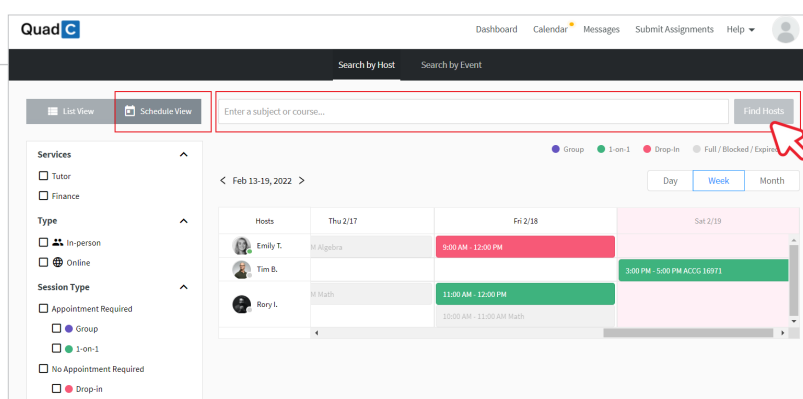 Quad C
Dashboard Calendar Messages Submit Assignments Help
Search by Host Search by Event
List View Schedule View Enter a subject or course... Find Hosts
Group 1-on-1 Drop-In Full / Blocked / Expired
Services
Tutor
Finance
Type
In-person
Online
Session Type
Appointment Required
Group
1-on-1
No Appointment Required
Drop-in
Feb 13-19, 2022 Day Week Month
Hosts Thu 2/17 Fri 2/18 Sat 2/19
Emily T. M Algebra 9:00 AM - 12:00 PM
Tim B. 3:00 PM - 5:00 PM ACCG 16971
Rory I. M Math 11:00 AM - 12:00 PM
10:00 AM - 11:00 AM Math